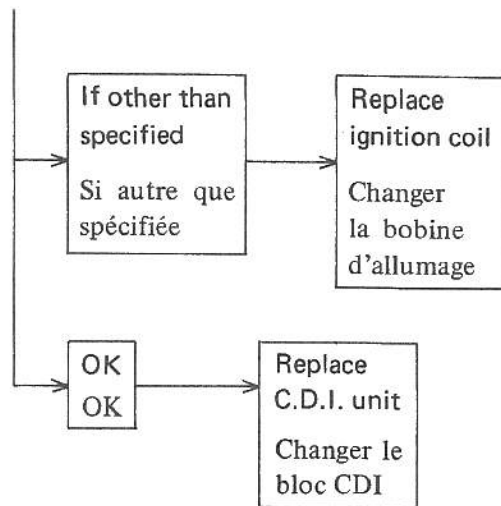 If other than
specified
Si autre que
spécifiée
Replace
ignition coil
Changer
la bobine
d'allumage
OK
OK
Replace
C.D.I. unit
Changer le
bloc CDI